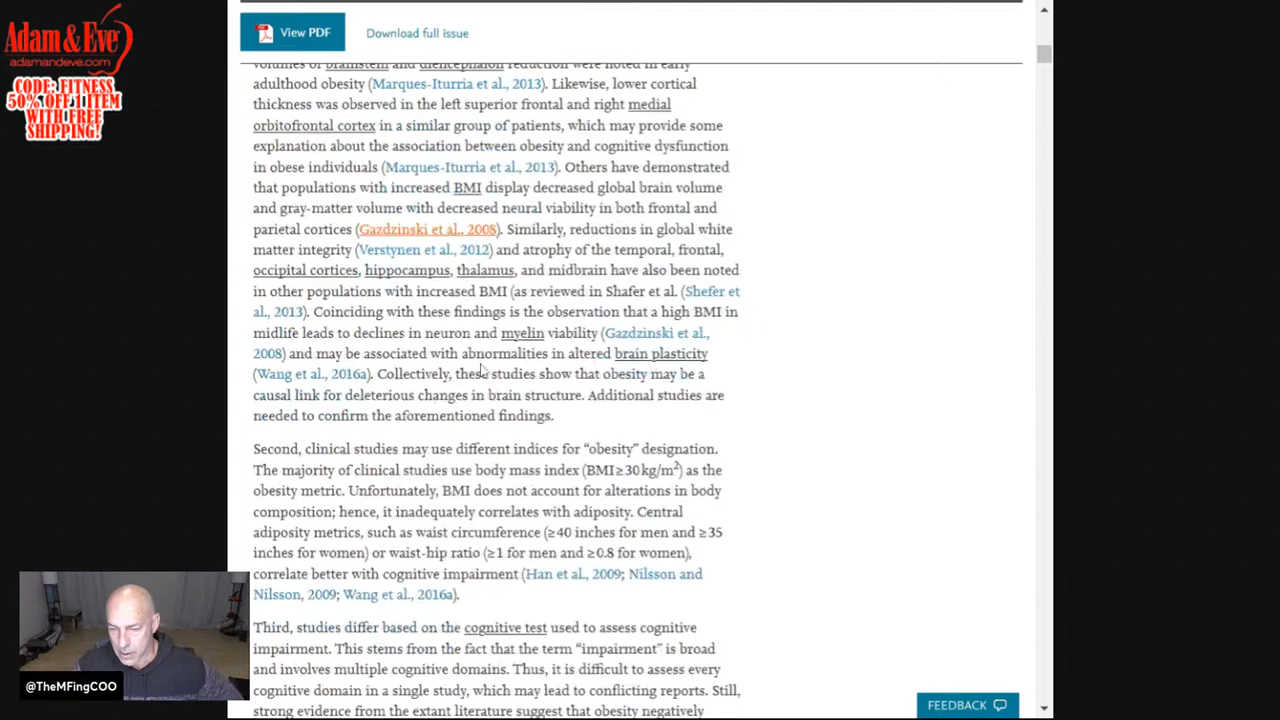 Adam & Eve
adamandeve.com
CODE: FITNESS
50% OFF 1 ITEM
WITH FREE
SHIPPING!
View PDF
Download full issue
volumes of brainstem and diencephalon reduction were noted in early
adulthood obesity (Marques-Iturria et al., 2013). Likewise, lower cortical
thickness was observed in the left superior frontal and right medial
orbitofrontal cortex in a similar group of patients, which may provide some
explanation about the association between obesity and cognitive dysfunction
in obese individuals (Marques-Iturria et al., 2013). Others have demonstrated
that populations with increased BMI display decreased global brain volume
and gray-matter volume with decreased neural viability in both frontal and
parietal cortices (Gazdzinski et al., 2008). Similarly, reductions in global white
matter integrity (Verstynen et al., 2012) and atrophy of the temporal, frontal,
occipital cortices, hippocampus, thalamus, and midbrain have also been noted
in other populations with increased BMI (as reviewed in Shafer et al. (Shefer et
al., 2013). Coinciding with these findings is the observation that a high BMI in
midlife leads to declines in neuron and myelin viability (Gazdzinski et al.,
2008) and may be associated with abnormalities in altered brain plasticity
(Wang et al., 2016a). Collectively, these studies show that obesity may be a
causal link for deleterious changes in brain structure. Additional studies are
needed to confirm the aforementioned findings.
Second, clinical studies may use different indices for “obesity” designation.
The majority of clinical studies use body mass index (BMI≥30 kg/m²) as the
obesity metric. Unfortunately, BMI does not account for alterations in body
composition; hence, it inadequately correlates with adiposity. Central
adiposity metrics, such as waist circumference (≥40 inches for men and ≥35
inches for women) or waist-hip ratio (≥1 for men and ≥0.8 for women),
correlate better with cognitive impairment (Han et al., 2009; Nilsson and
Nilsson, 2009; Wang et al., 2016a).
Third, studies differ based on the cognitive test used to assess cognitive
impairment. This stems from the fact that the term “impairment” is broad
and involves multiple cognitive domains. Thus, it is difficult to assess every
cognitive domain in a single study, which may lead to conflicting reports. Still,
strong evidence from the extant literature suggest that obesity negatively
@TheMFingCOO
FEEDBACK